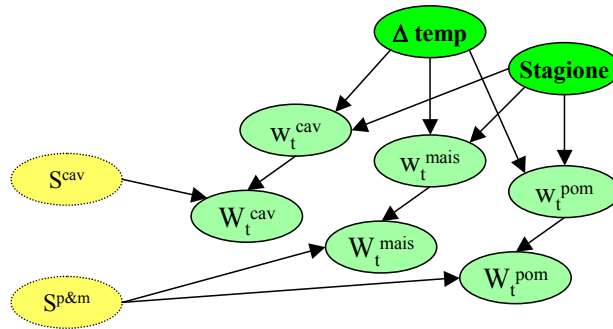 Δ temp
Stagione
w_t^cav
w_t^mais
S^cav
w_t^pom
W_t^cav
W_t^mais
W_t^pom
S^p&m